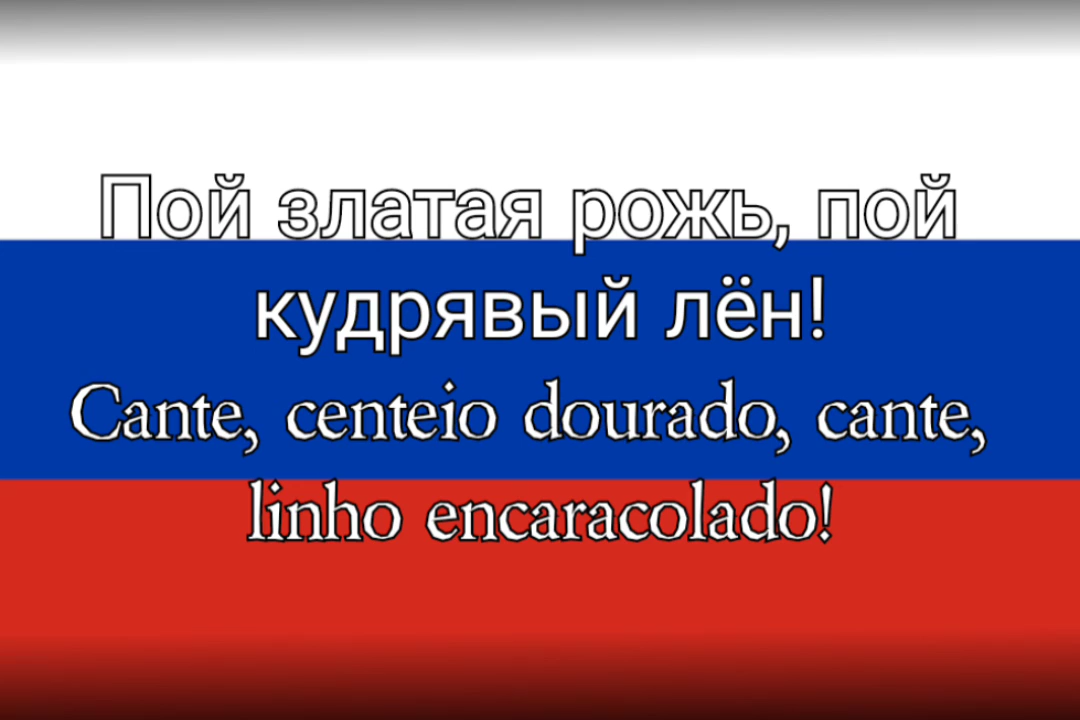 Пой златая рожь, пой
кудрявый лён!
Cante, centeio dourado, cante,
linho encaracolado!